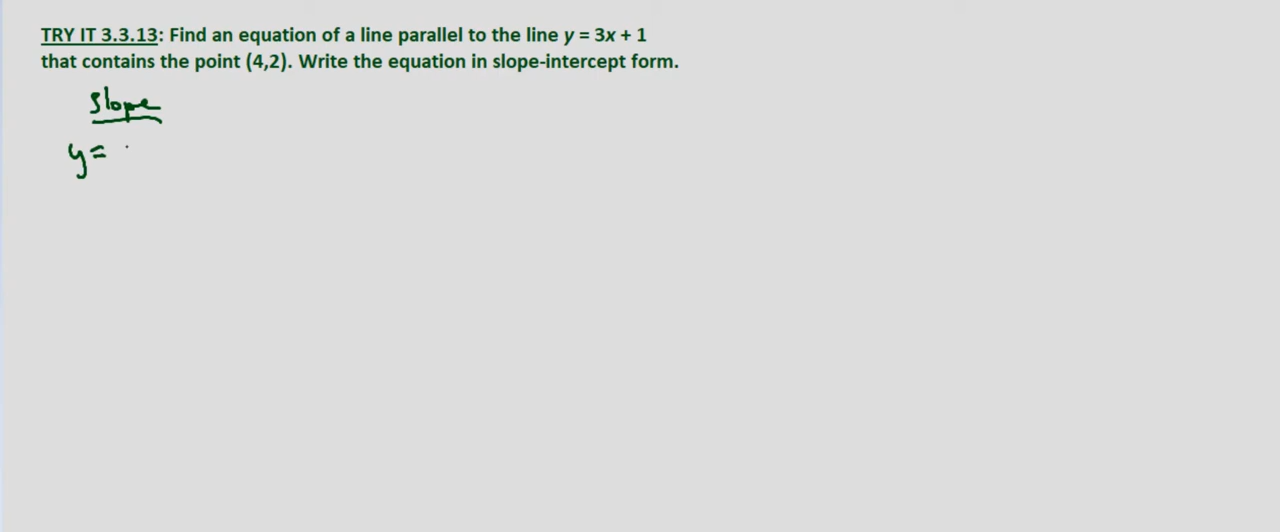 TRY IT 3.3.13: Find an equation of a line parallel to the line y = 3x + 1
that contains the point (4,2). Write the equation in slope-intercept form.
slope
y =